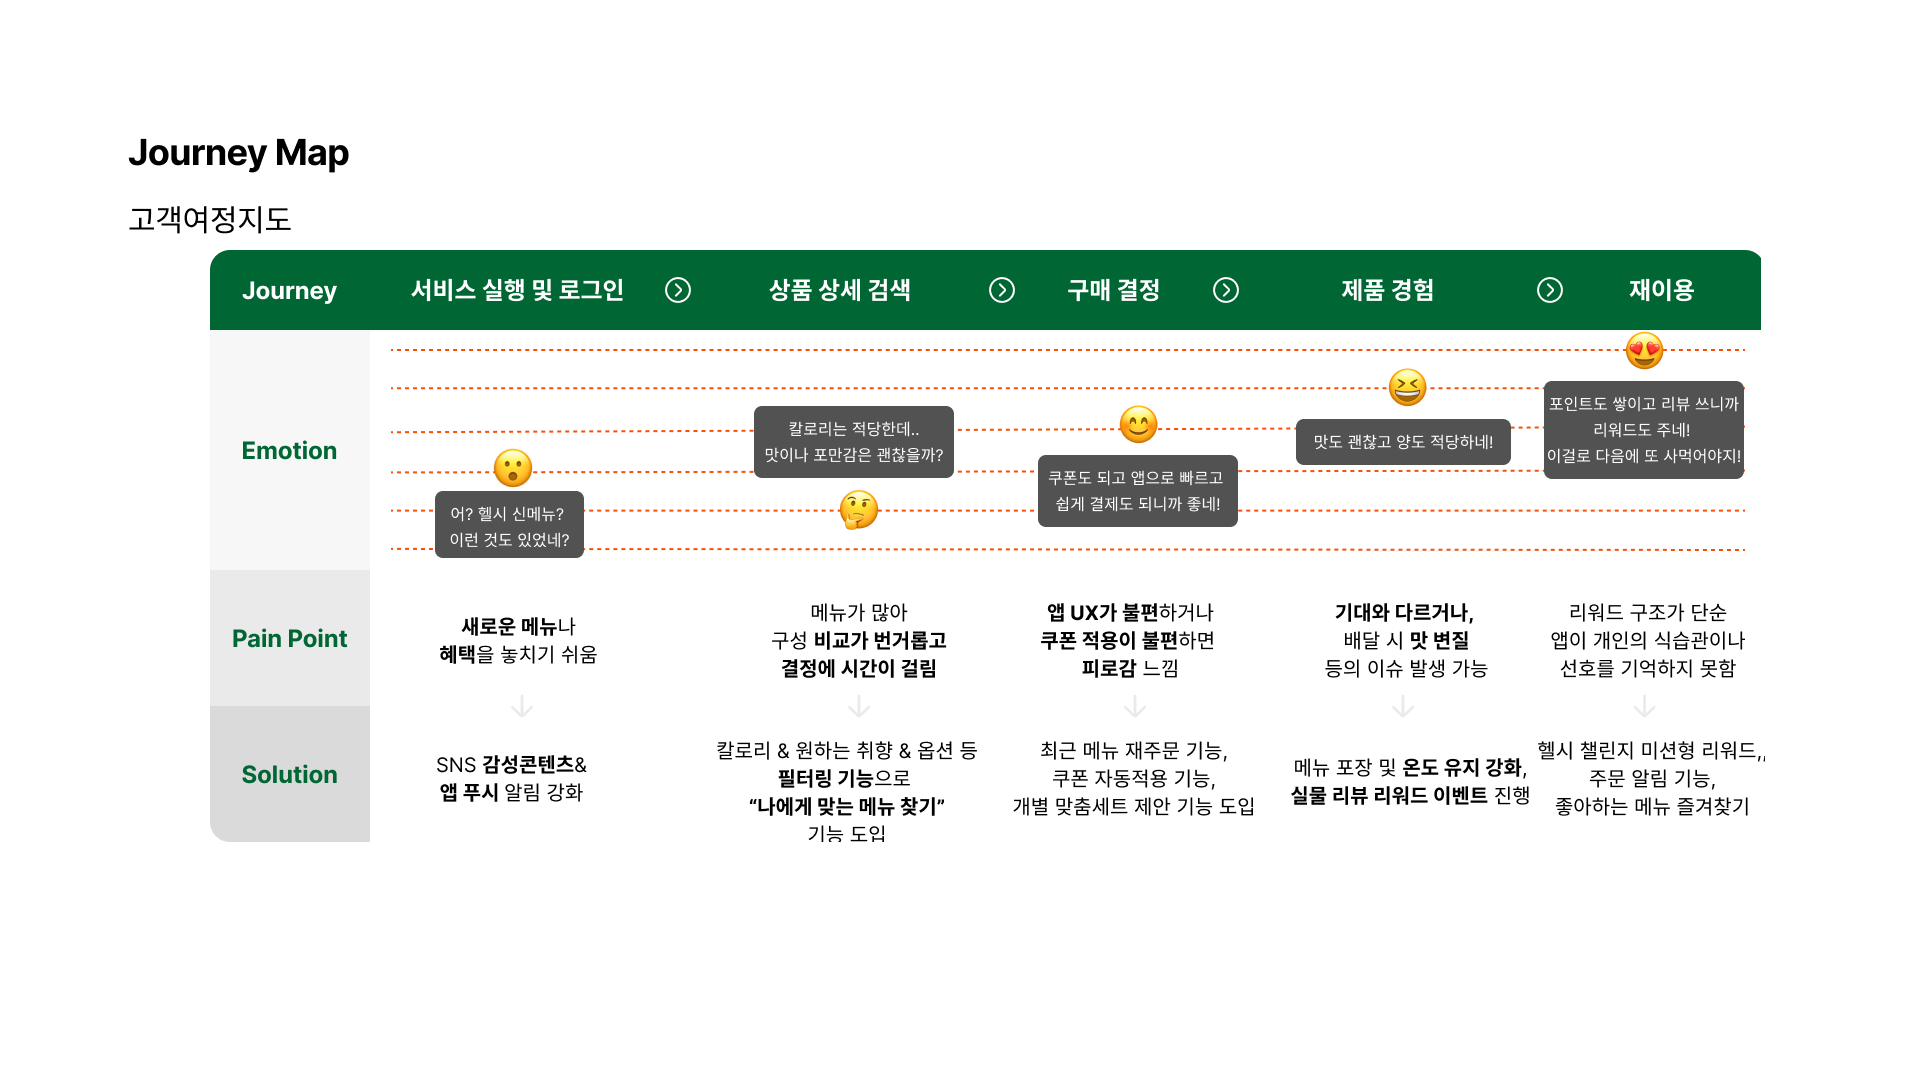 Journey Map
고객여정지도
Journey
서비스 실행 및 로그인
상품 상세 검색
구매 결정
제품 경험
재이용
Emotion
어? 헬시 신메뉴?
이런 것도 있었네?
칼로리는 적당한데..
맛이나 포만감은 괜찮을까?
쿠폰도 되고 앱으로 빠르고
쉽게 결제도 되니까 좋네!
맛도 괜찮고 양도 적당하네!
포인트도 쌓이고 리뷰 쓰니까
리워드도 주네!
이걸로 다음에 또 사먹어야지!
Pain Point
새로운 메뉴나
혜택을 놓치기 쉬움
메뉴가 많아
구성 비교가 번거롭고
결정에 시간이 걸림
앱 UX가 불편하거나
쿠폰 적용이 불편하면
피로감 느낌
기대와 다르거나,
배달 시 맛 변질
등의 이슈 발생 가능
리워드 구조가 단순
앱이 개인의 식습관이나
선호를 기억하지 못함
Solution
SNS 감성콘텐츠&
앱 푸시 알림 강화
칼로리 & 원하는 취향 & 옵션 등
필터링 기능으로
“나에게 맞는 메뉴 찾기”
기능 도입
최근 메뉴 재주문 기능,
쿠폰 자동적용 기능,
개별 맞춤세트 제안 기능 도입
메뉴 포장 및 온도 유지 강화,
실물 리뷰 리워드 이벤트 진행
헬시 챌린지 미션형 리워드,,
주문 알림 기능,
좋아하는 메뉴 즐겨찾기